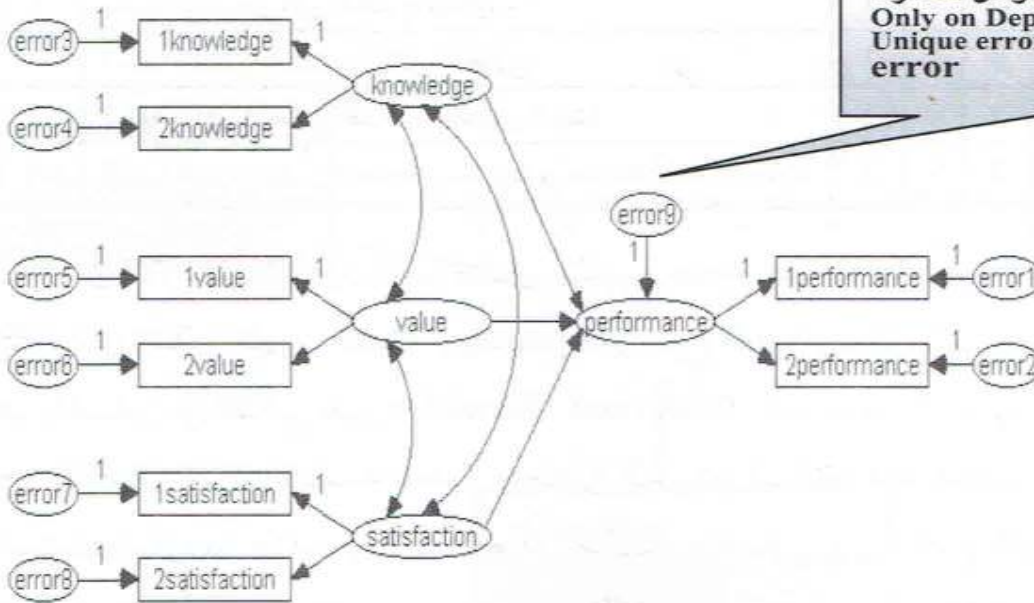 Only on Dep
Unique erro
error
error3
1
1knowledge
1
knowledge
error4
1
2knowledge
error9
1
error5
1
1value
1
value
performance
1
1performance
1
error1
error6
1
2value
2performance
1
error2
error7
1
1satisfaction
1
satisfaction
error8
1
2satisfaction